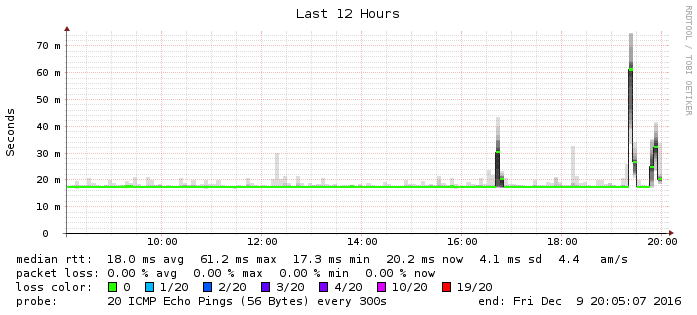 Last 12 Hours
RRDTOOL / TOBI OETIKER
Seconds
70 m
60 m
50 m
40 m
30 m
20 m
10 m
0
10:00 12:00 14:00 16:00 18:00 20:00
median rtt: 18.0 ms avg 61.2 ms max 17.3 ms min 20.2 ms now 4.1 ms sd 4.4 am/s
packet loss: 0.00 % avg 0.00 % max 0.00 % min 0.00 % now
loss color: 0 1/20 2/20 3/20 4/20 10/20 19/20
probe: 20 ICMP Echo Pings (56 Bytes) every 300s end: Fri Dec 9 20:05:07 2016